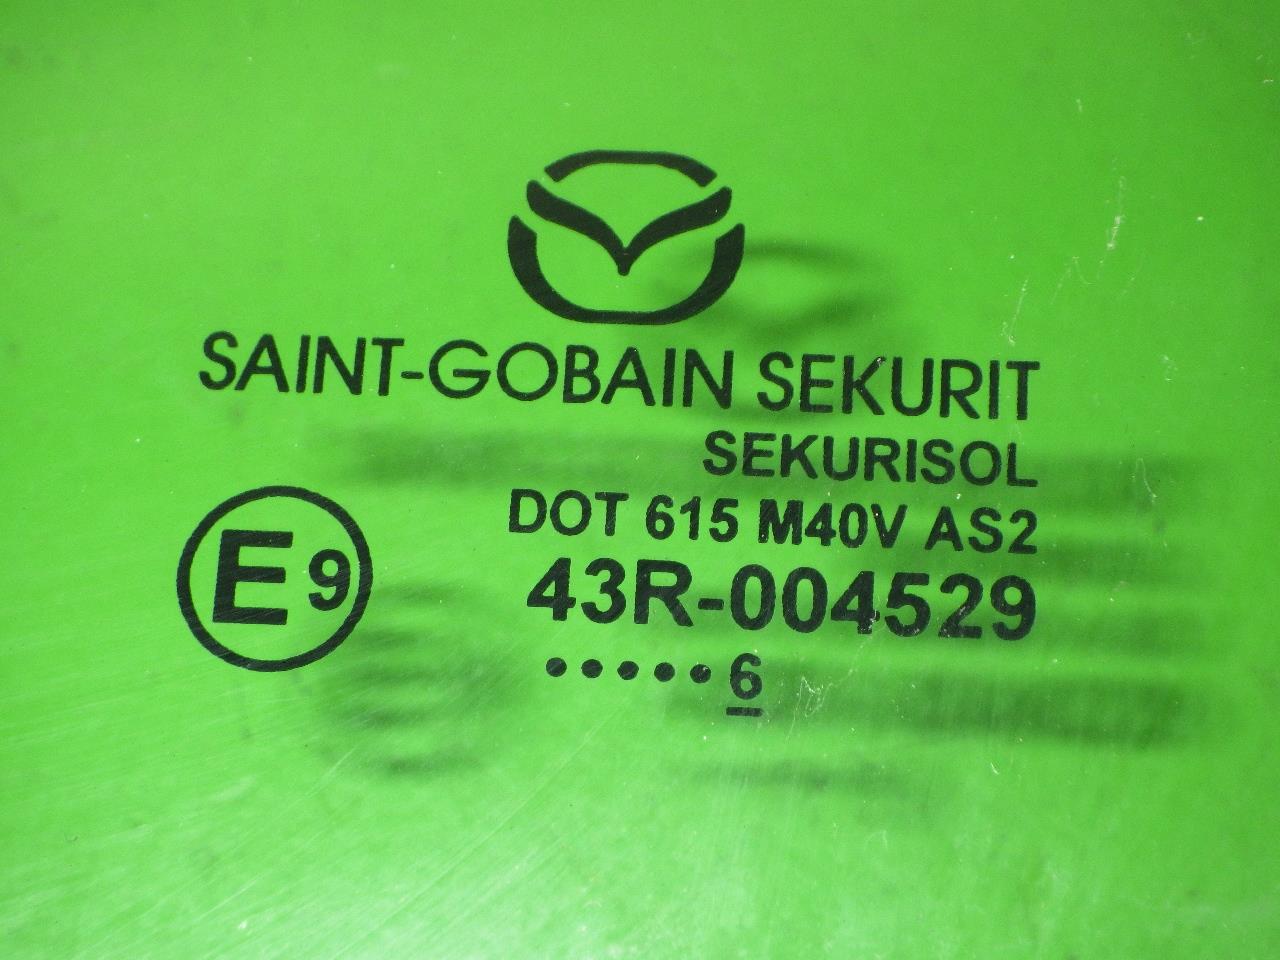 SAINT-GOBAIN SEKURIT
SEKURISOL
DOT 615 M40V AS2
E9 43R-004529
•••••6